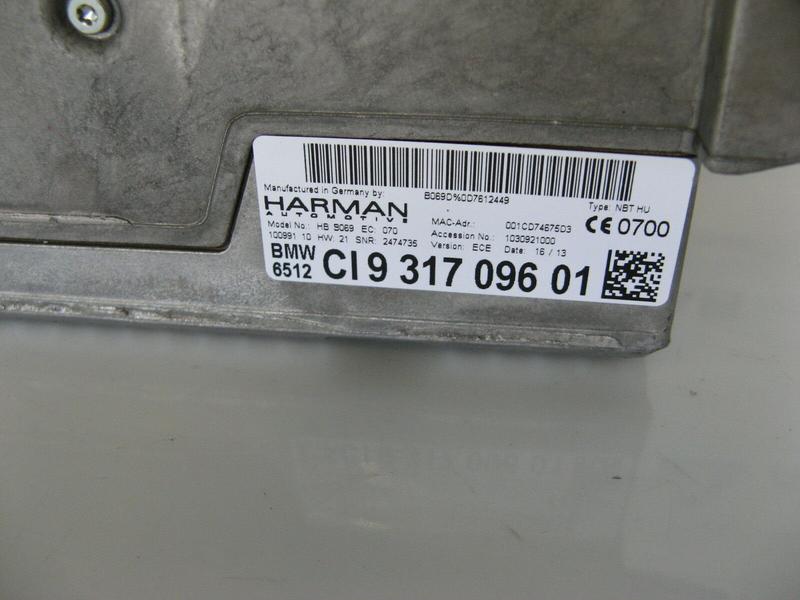 B069D%0D7612449
Manufactured in Germany by:
HARMAN
AUTOMOTIVE
Type: NBT HU
MAC-Adr.: 001CD74675D3
CE 0700
Model No.: HB B069 EC: 070
Accession No.: 1030921000
100991 10 HW: 21 SNR: 2474735
Version: ECE Date: 16 / 13
BMW
6512 CI 9 317 096 01